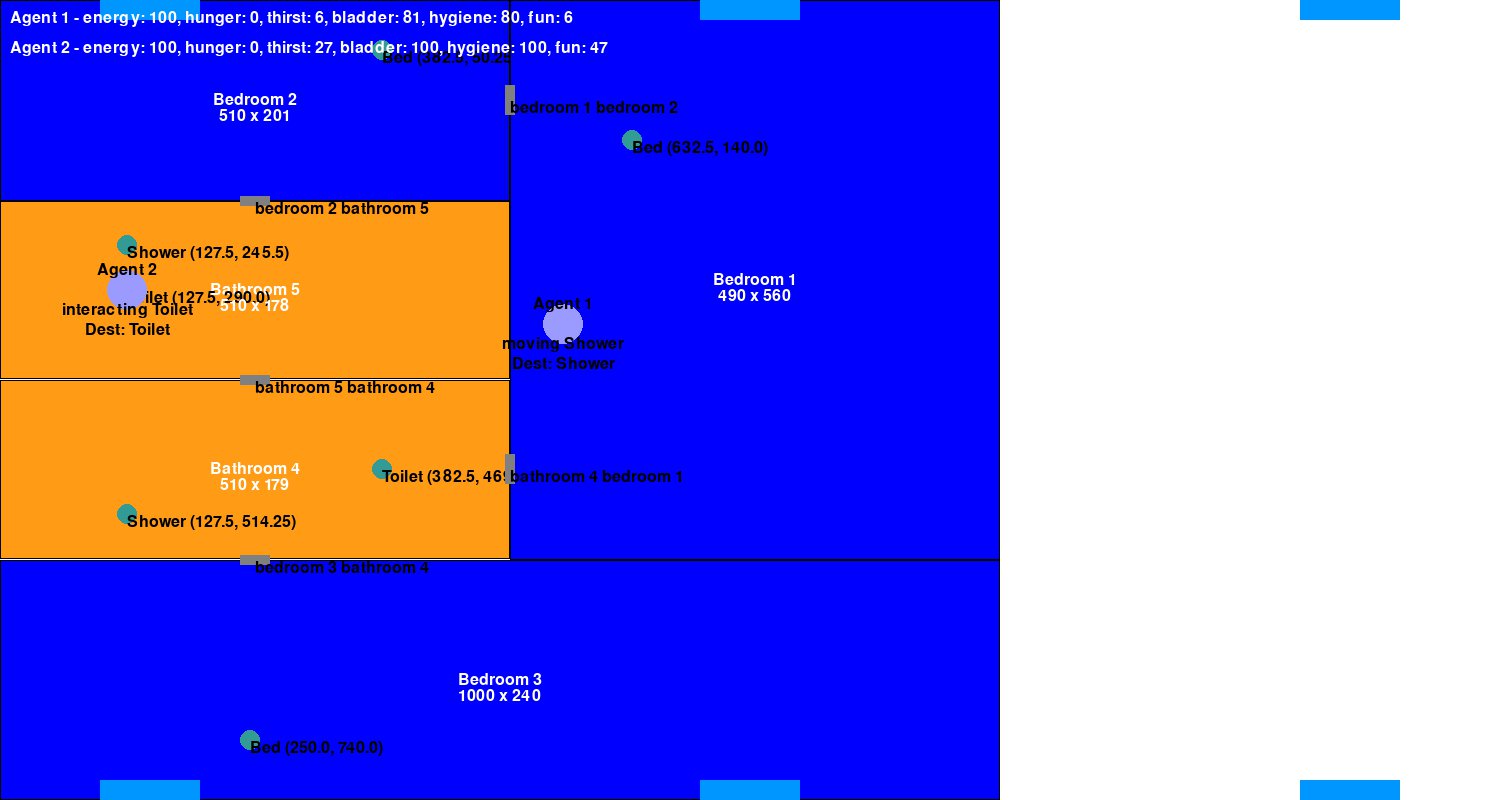 Agent 1 - energy: 100, hunger: 0, thirst: 6, bladder: 81, hygiene: 80, fun: 6
Agent 2 - energy: 100, hunger: 0, thirst: 27, bladder: 100, hygiene: 100, fun: 47
Bed (382.5, 50.25
Bedroom 2
510 x 201
bedroom 1 bedroom 2
Bed (632.5, 140.0)
bedroom 2 bathroom 5
Shower (127.5, 245.5)
Agent 2
Bathroom 5
510 x 178
ilet (127.5, 290.0)
interacting Toilet
Dest: Toilet
Bedroom 1
490 x 560
Agent 1
moving Shower
Dest: Shower
bathroom 5 bathroom 4
Bathroom 4
510 x 179
Toilet (382.5, 469
bathroom 4 bedroom 1
Shower (127.5, 514.25)
bedroom 3 bathroom 4
Bedroom 3
1000 x 240
Bed (250.0, 740.0)